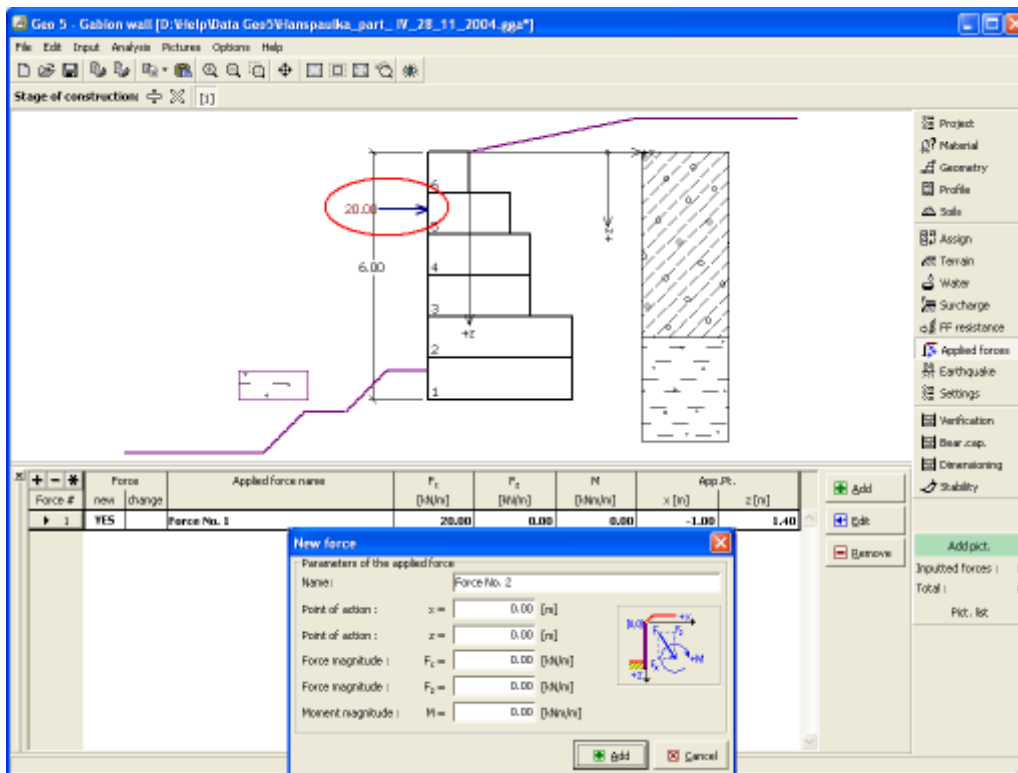 Geo 5 - Gabion wall [D:\Help\Data Geo5\Hanspaulka_part_ IV_28_11_2004.gga*]
File Edit Input Analysis Pictures Options Help
Stage of construction: [1]
Project
Material
Geometry
Profile
Soils
Assign
Terrain
Water
Surcharge
FF resistance
Applied forces
Earthquake
Settings
Verification
Bear.cap.
Dimensioning
Stability
6
20.00
5
+z
6.00
4
3
+z
2
1
Force Applied force name Fx Fz M App.Pt.
Force # new change [kN/m] [kN/m] [kNm/m] x [m] z [m]
1 YES Force No. 1 20.00 0.00 0.00 -1.00 1.40
Add
Edit
Remove
Add pict.
Inputted forces :
Total :
Pict. list
New force
Parameters of the applied force
Name : Force No. 2
Point of action : x = 0.00 [m]
Point of action : z = 0.00 [m]
Force magnitude : Fx = 0.00 [kN/m]
Force magnitude : Fz = 0.00 [kN/m]
Moment magnitude : M = 0.00 [kNm/m]
[0,0] +X
F Fz
Fx +M
+Z
Add Cancel